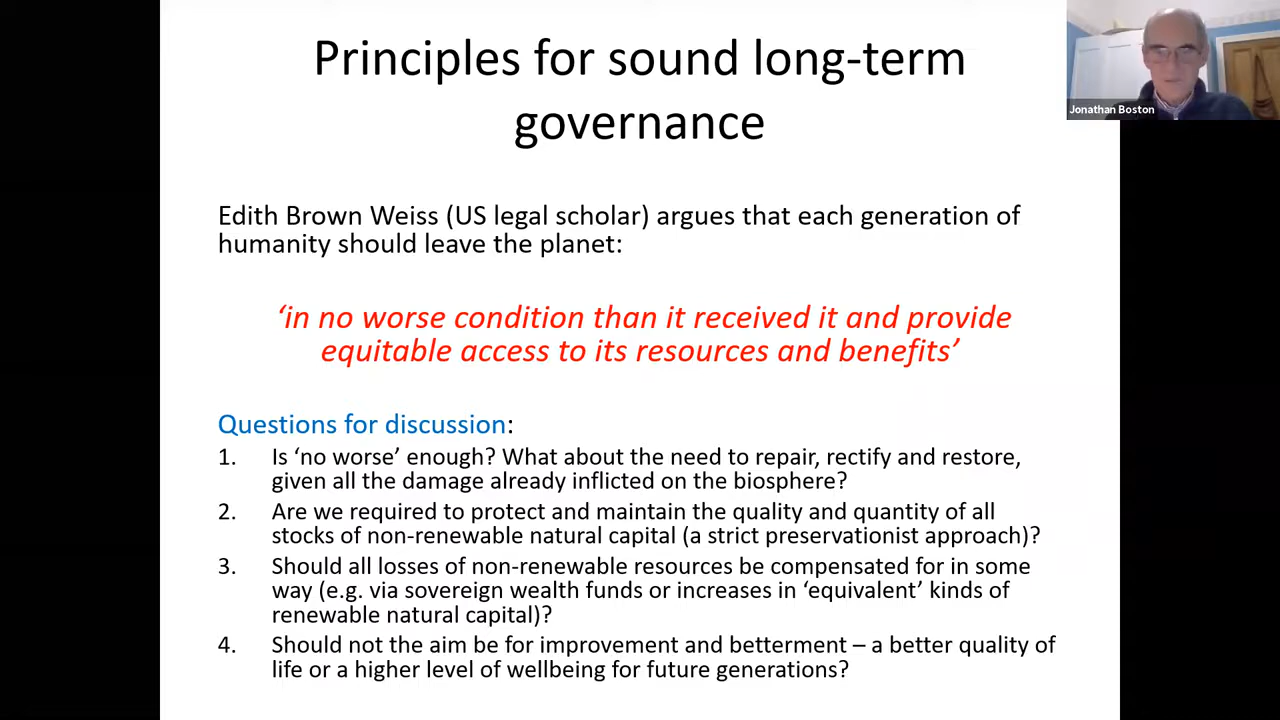 Principles for sound long-term
governance
Jonathan Boston
Edith Brown Weiss (US legal scholar) argues that each generation of
humanity should leave the planet:
‘in no worse condition than it received it and provide
equitable access to its resources and benefits’
Questions for discussion:
1. Is ‘no worse’ enough? What about the need to repair, rectify and restore,
given all the damage already inflicted on the biosphere?
2. Are we required to protect and maintain the quality and quantity of all
stocks of non-renewable natural capital (a strict preservationist approach)?
3. Should all losses of non-renewable resources be compensated for in some
way (e.g. via sovereign wealth funds or increases in ‘equivalent’ kinds of
renewable natural capital)?
4. Should not the aim be for improvement and betterment – a better quality of
life or a higher level of wellbeing for future generations?